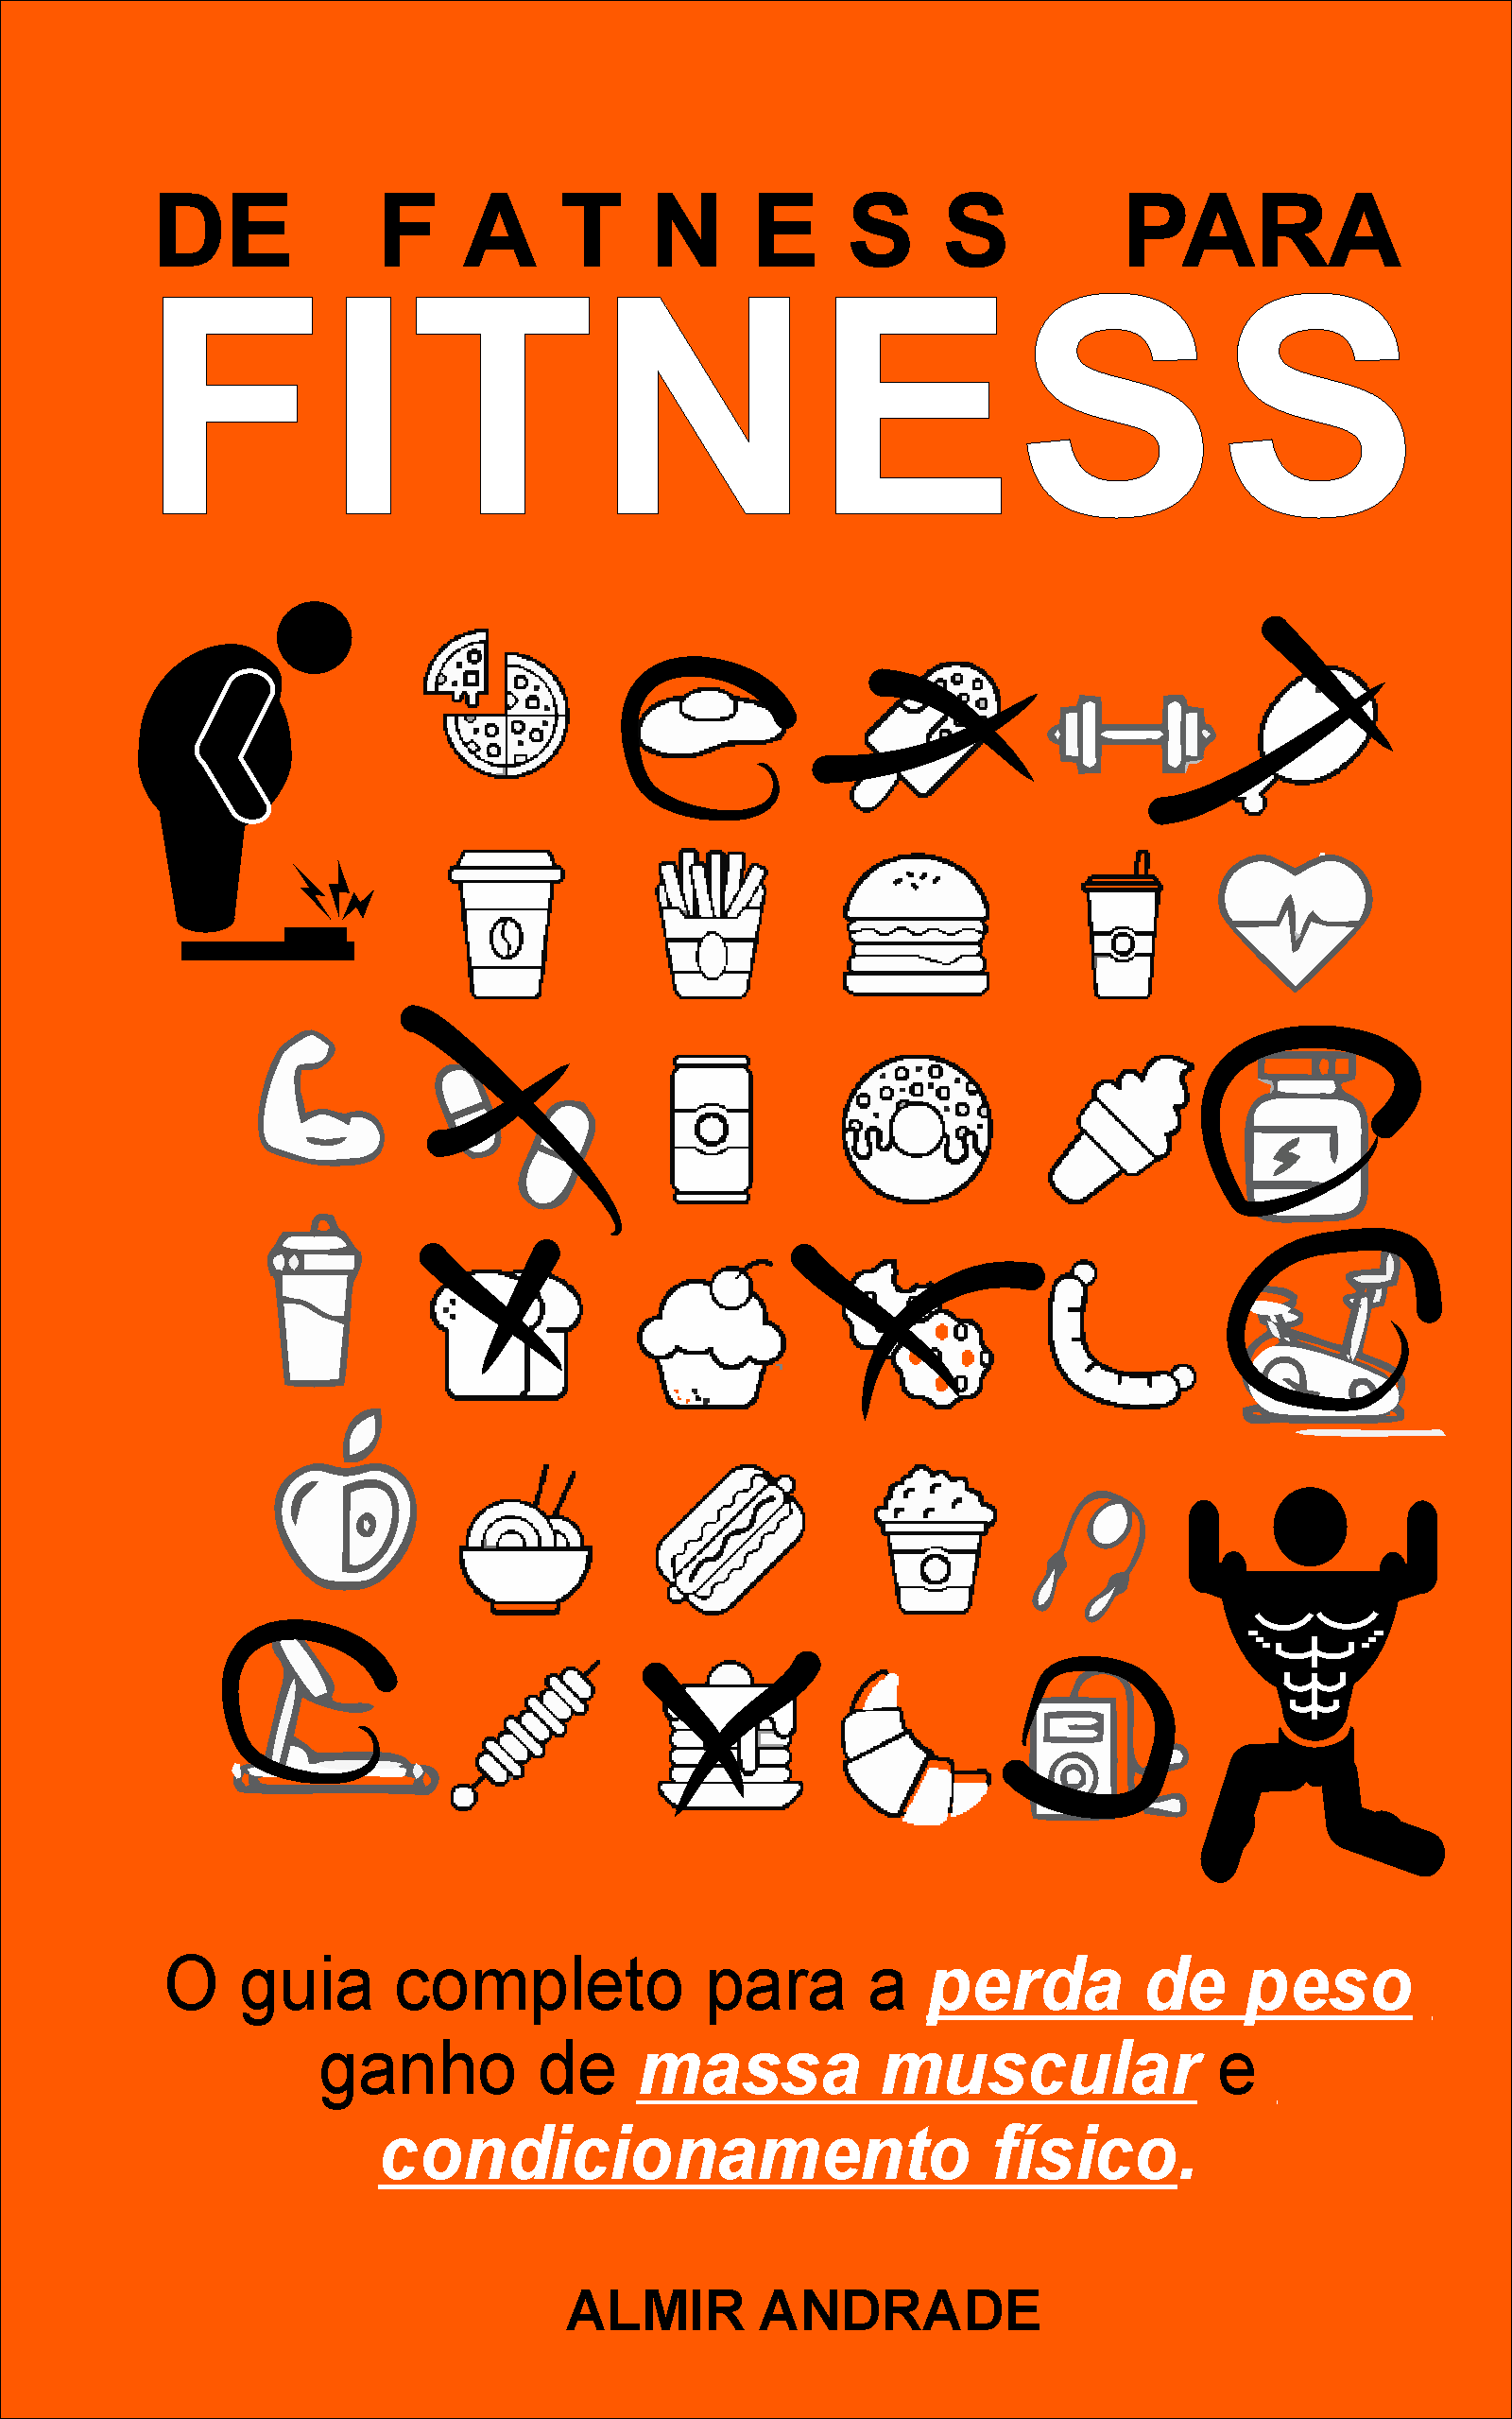 DE FATNESS PARA
FITNESS
O guia completo para a perda de peso
ganho de massa muscular e
condicionamento físico.
ALMIR ANDRADE